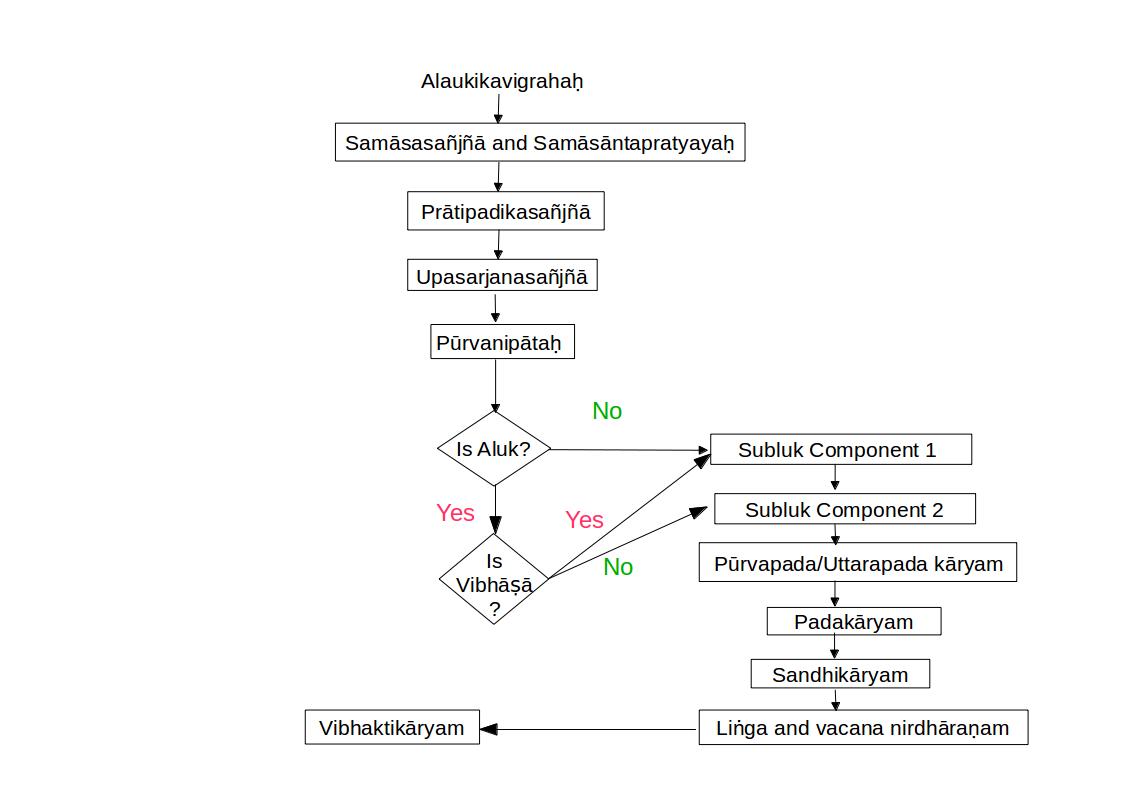 Alaukikavigrahaḥ
Samāsasañjñā and Samāsāntapratyayaḥ
Prātipadikasañjñā
Upasarjanasañjñā
Pūrvanipātaḥ
No
Is Aluk?
Subluk Component 1
Yes
Yes
Subluk Component 2
Is
Vibhāṣā
?
No
Pūrvapada/Uttarapada kāryam
Padakāryam
Sandhikāryam
Vibhaktikāryam
Liṅga and vacana nirdhāraṇam